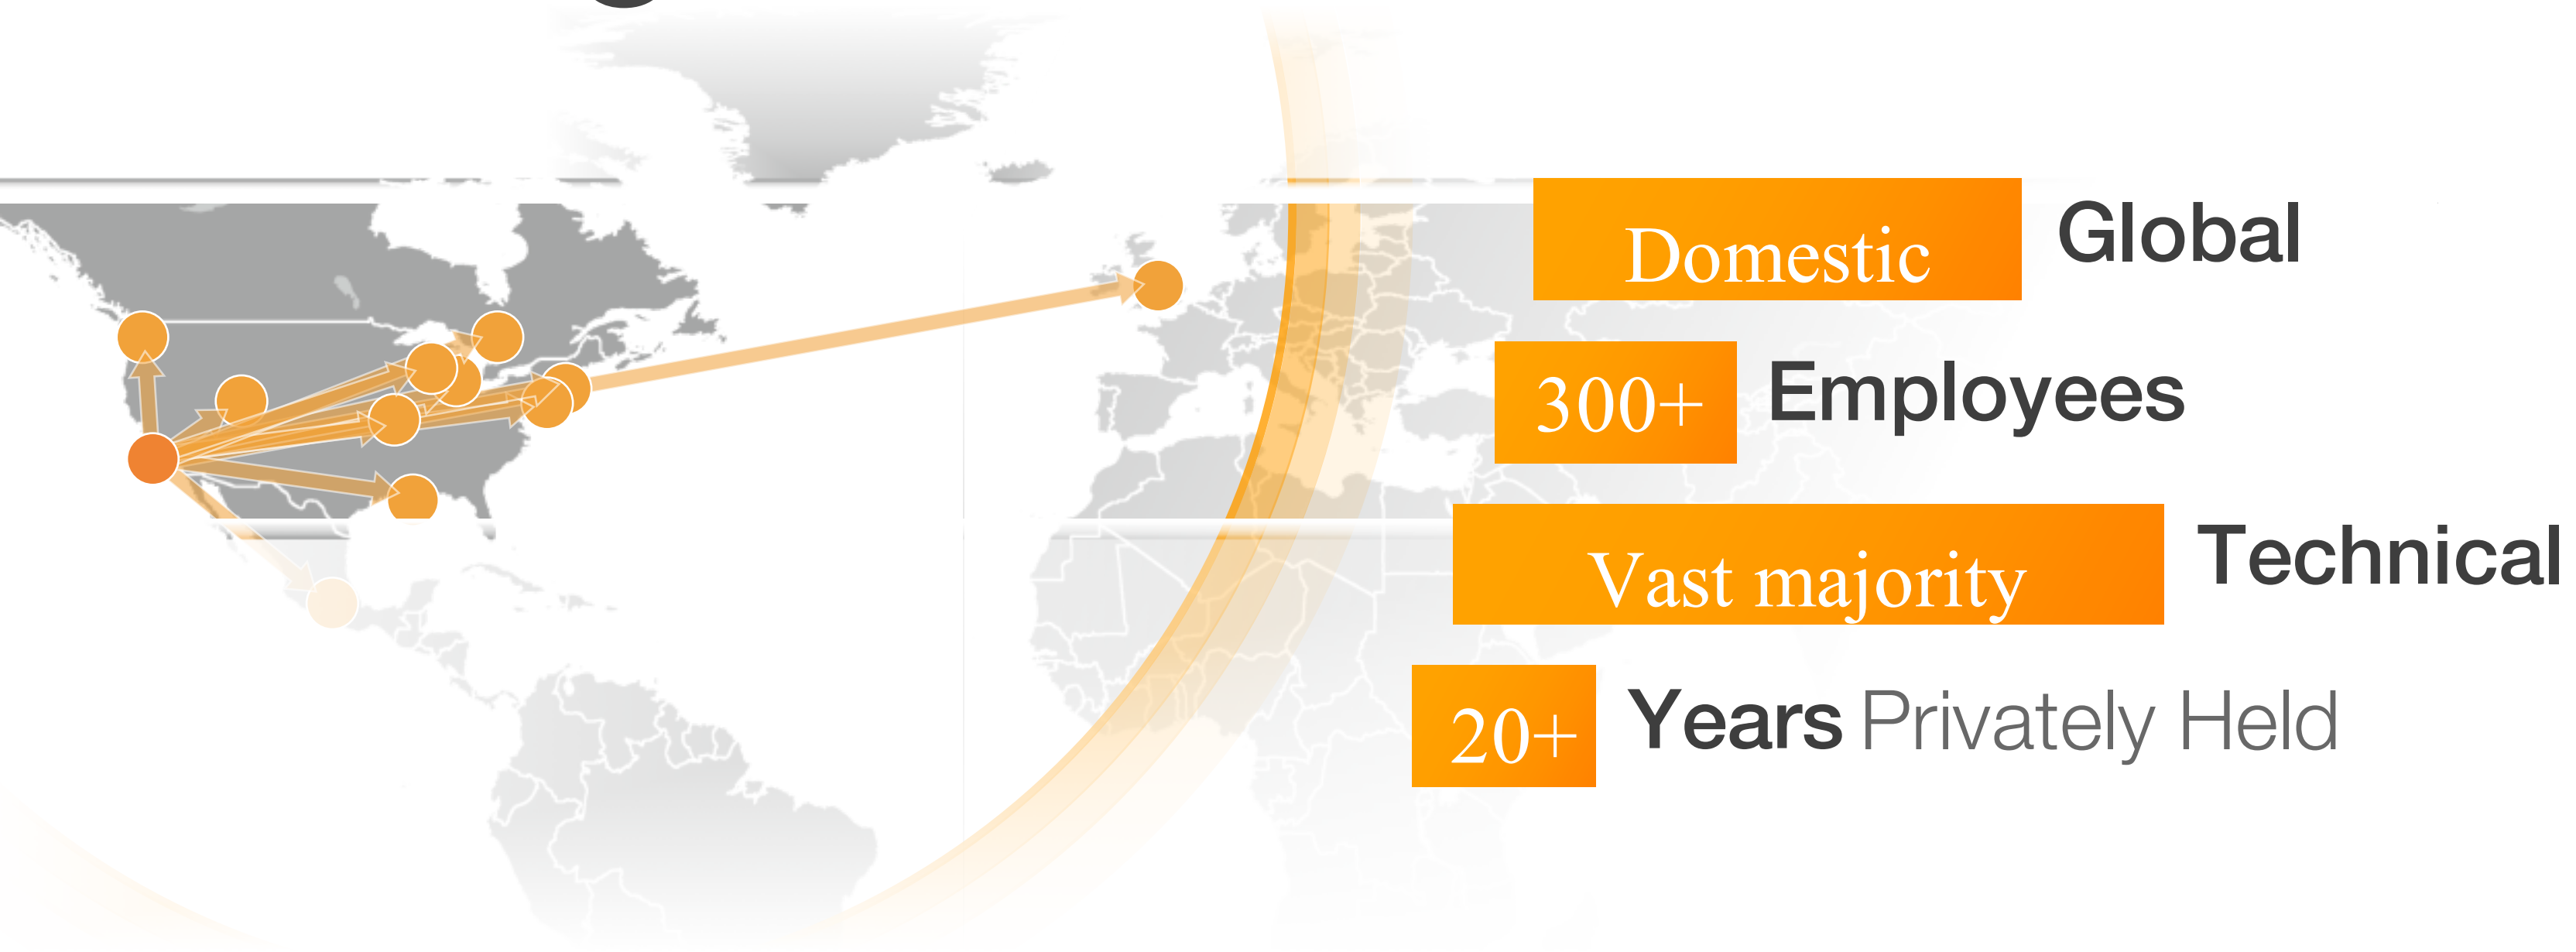 Domestic Global
300+ Employees
Vast majority Technical
20+ Years Privately Held